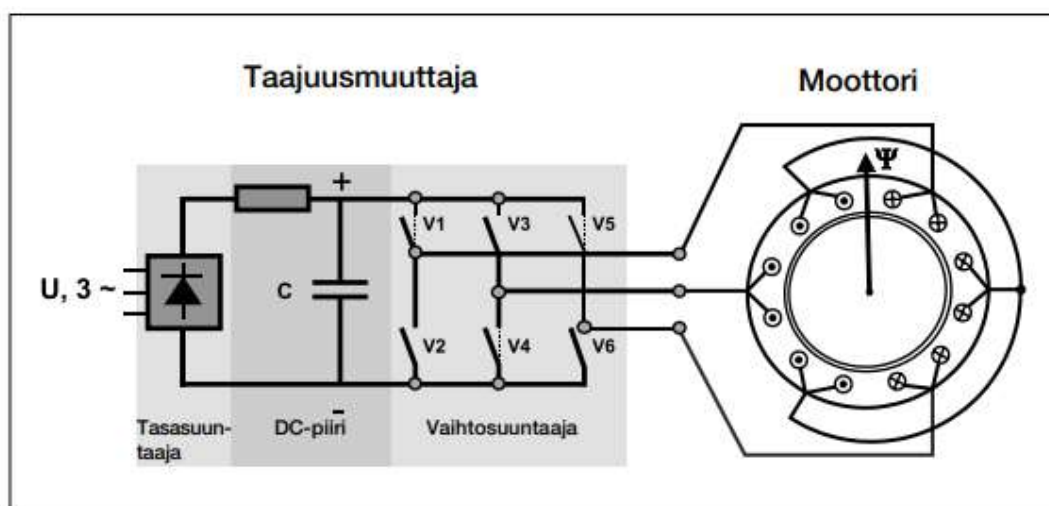 Taajuusmuuttaja
Moottori
Ψ
+
V1
V3
V5
U, 3 ~
C
V2
V4
V6
-
Tasasuun-
taaja
DC-piiri
Vaihtosuuntaaja